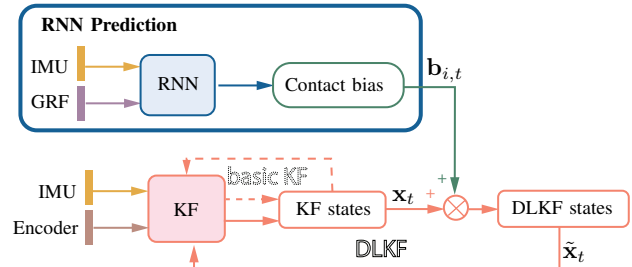 RNN Prediction
IMU
GRF
RNN
Contact bias
b_{i,t}
IMU
Encoder
KF
basic KF
KF states
x_t
+
+
DLKF states
DLKF
x̃_t